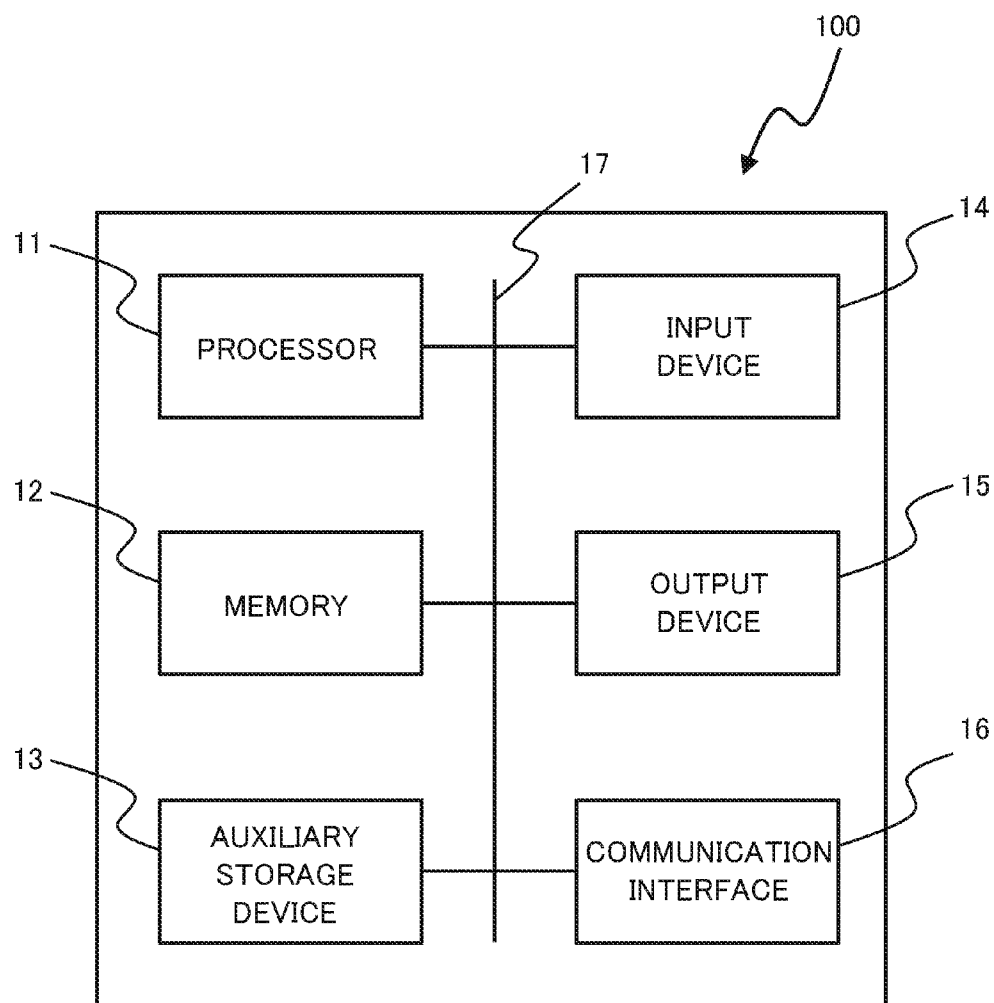 100
17
11
14
PROCESSOR
INPUT
DEVICE
12
15
MEMORY
OUTPUT
DEVICE
13
16
AUXILIARY
STORAGE
DEVICE
COMMUNICATION
INTERFACE